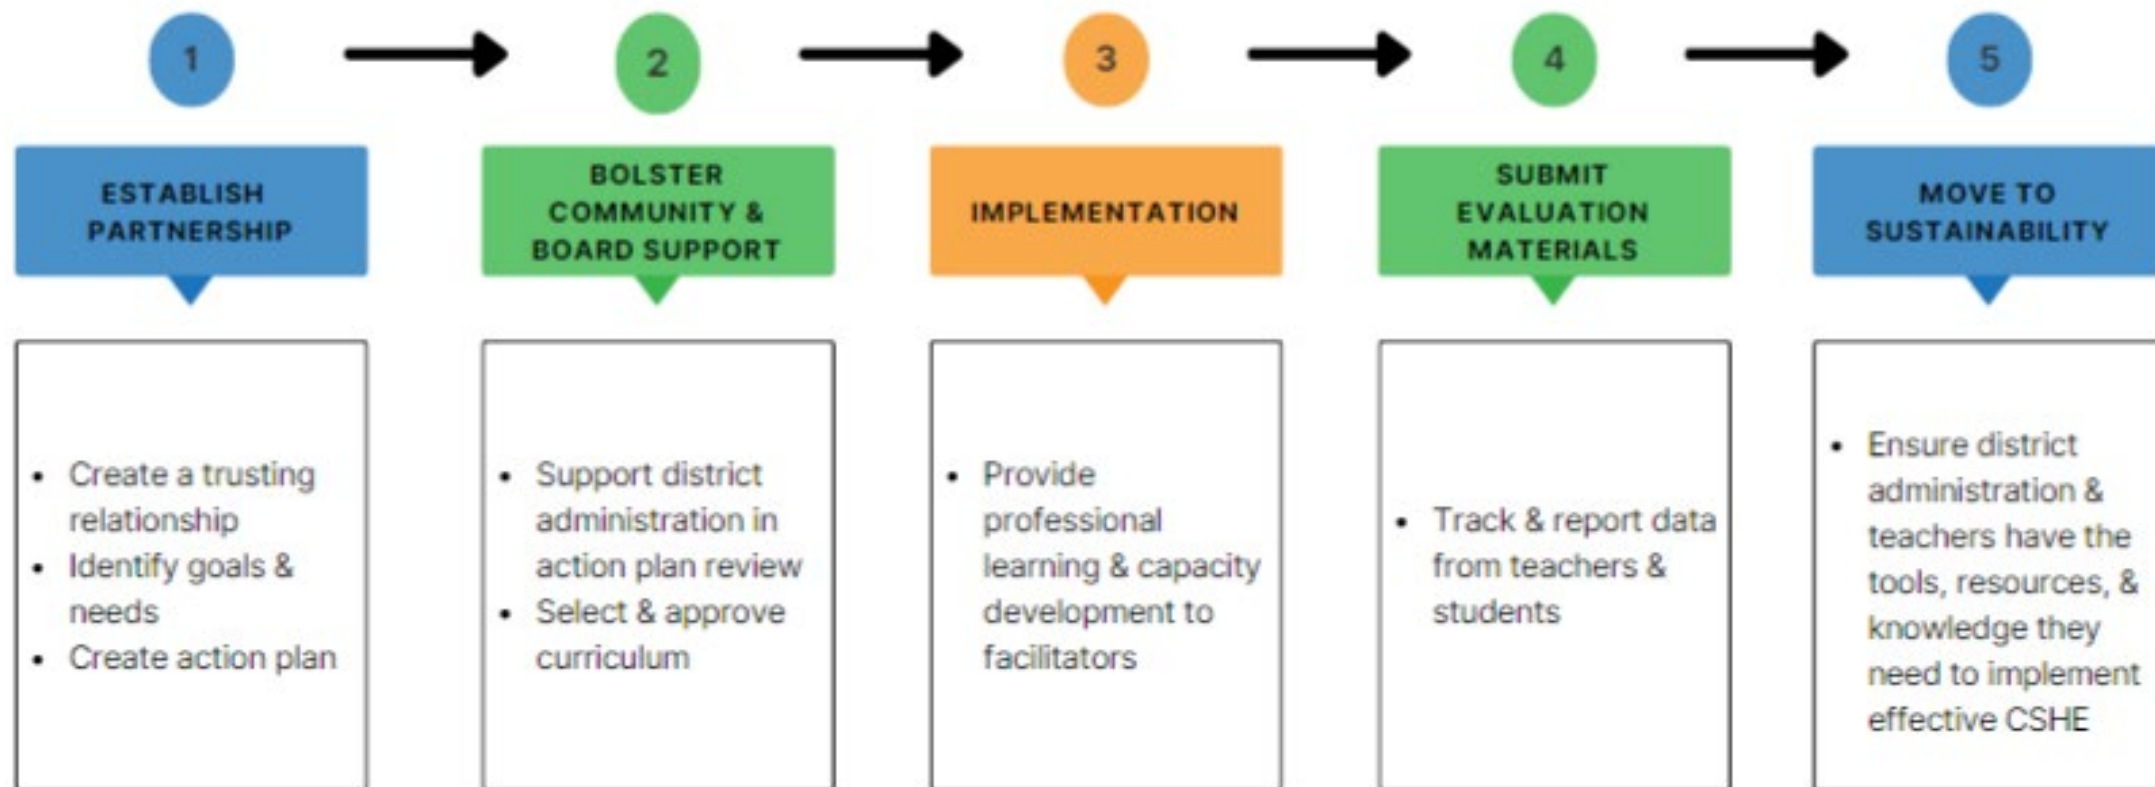 1
2
3
4
5
ESTABLISH
PARTNERSHIP
BOLSTER
COMMUNITY &
BOARD SUPPORT
IMPLEMENTATION
SUBMIT
EVALUATION
MATERIALS
MOVE TO
SUSTAINABILITY
• Create a trusting
relationship
• Identify goals &
needs
• Create action plan
• Support district
administration in
action plan review
• Select & approve
curriculum
• Provide
professional
learning & capacity
development to
facilitators
• Track & report data
from teachers &
students
• Ensure district
administration &
teachers have the
tools, resources, &
knowledge they
need to implement
effective CSHE